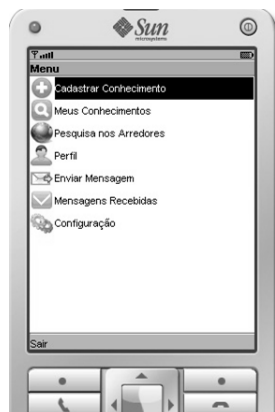 Sun
microsystems
Menu
Cadastrar Conhecimento
Meus Conhecimentos
Pesquisa nos Arredores
Perfil
Enviar Mensagem
Mensagens Recebidas
Configuração
Sair